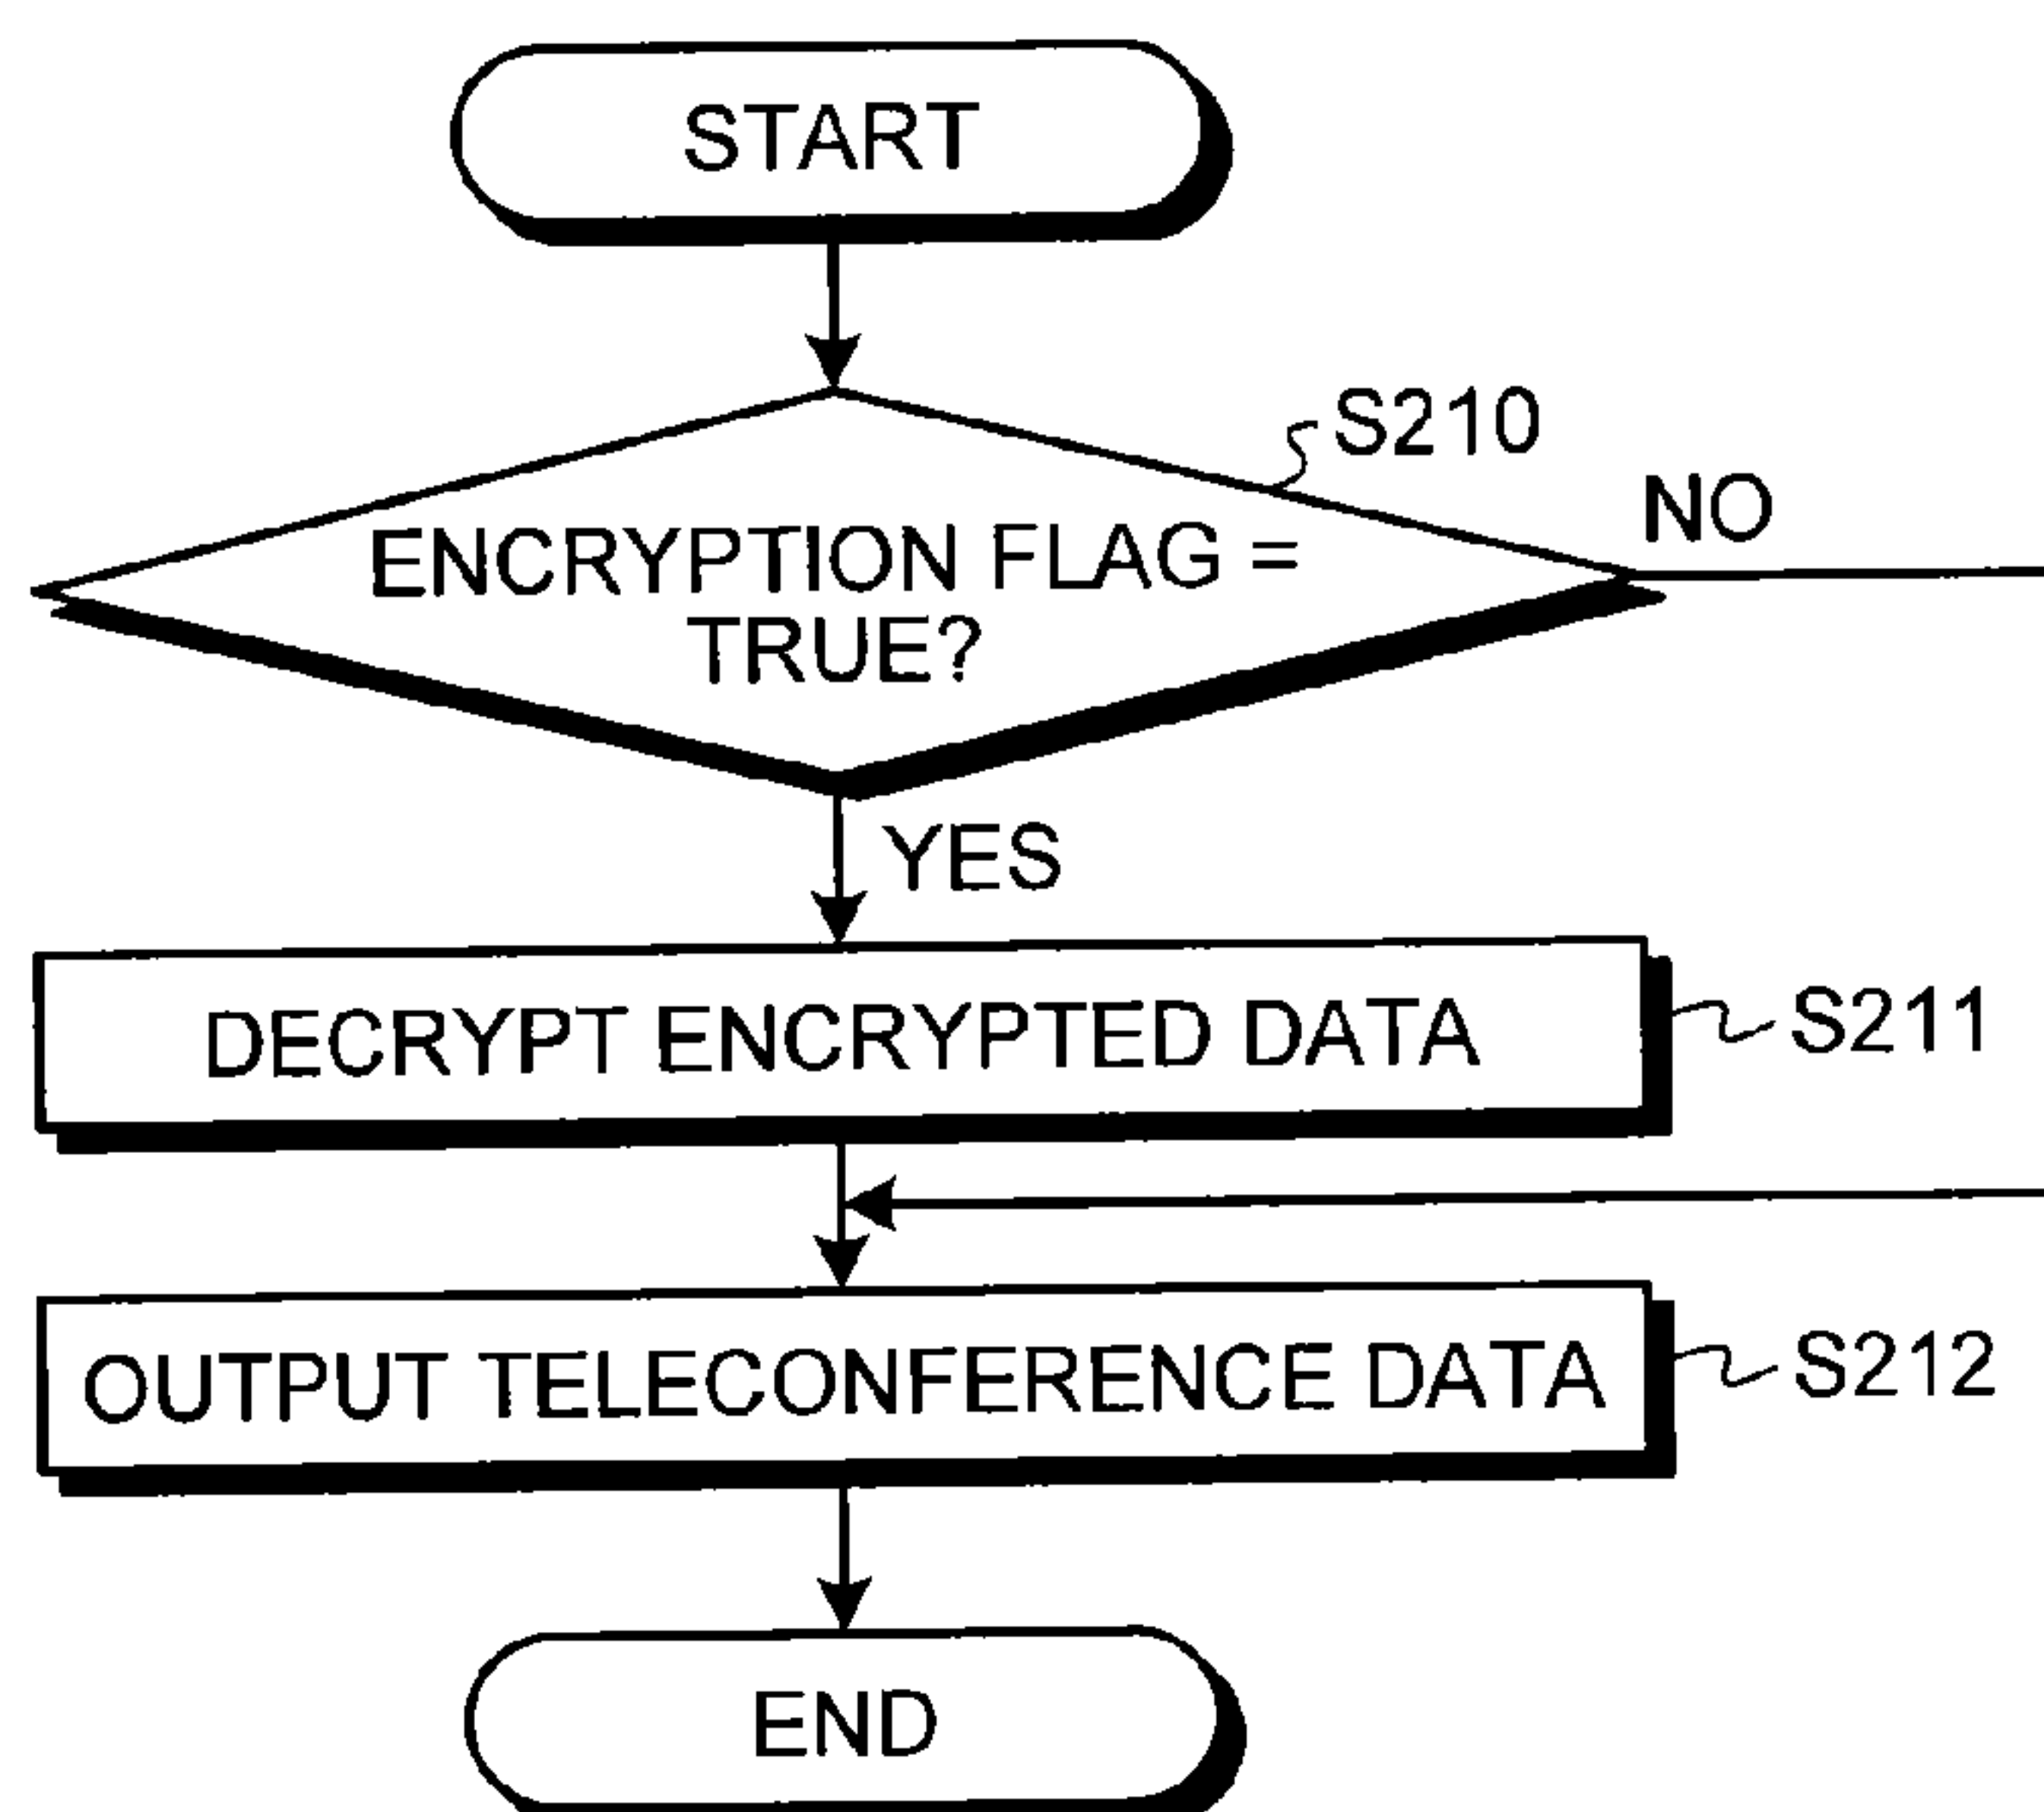 START
S210
NO
ENCRYPTION FLAG =
TRUE?
YES
DECRYPT ENCRYPTED DATA
S211
OUTPUT TELECONFERENCE DATA
S212
END